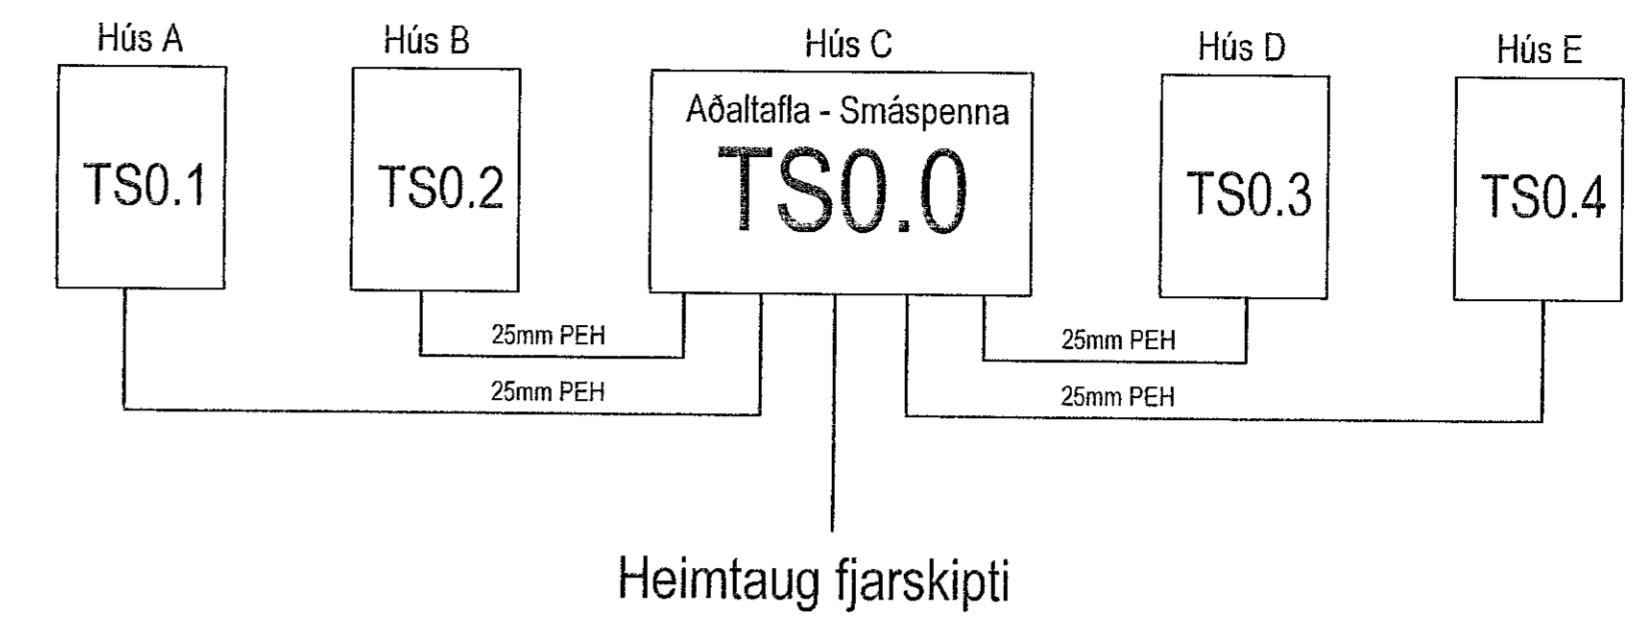 Hús A
Hús B
Hús C
Hús D
Hús E
Aðaltafla - Smáspenna
TS0.1
TS0.2
TS0.0
TS0.3
TS0.4
25mm PEH
25mm PEH
25mm PEH
25mm PEH
Heimtaug fjarskipti